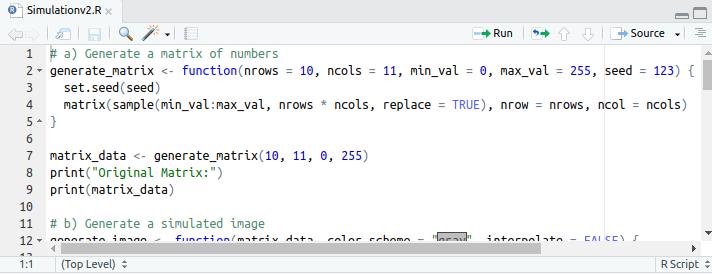 Simulationv2.R
Run
Source
1 # a) Generate a matrix of numbers
2 generate_matrix <- function(nrows = 10, ncols = 11, min_val = 0, max_val = 255, seed = 123) {
3   set.seed(seed)
4   matrix(sample(min_val:max_val, nrows * ncols, replace = TRUE), nrow = nrows, ncol = ncols)
5 }
6
7 matrix_data <- generate_matrix(10, 11, 0, 255)
8 print("Original Matrix:")
9 print(matrix_data)
10
11 # b) Generate a simulated image
12 generate_image <- function(matrix_data, color_scheme = "gray", interpolate = FALSE) {
1:1 (Top Level) R Script